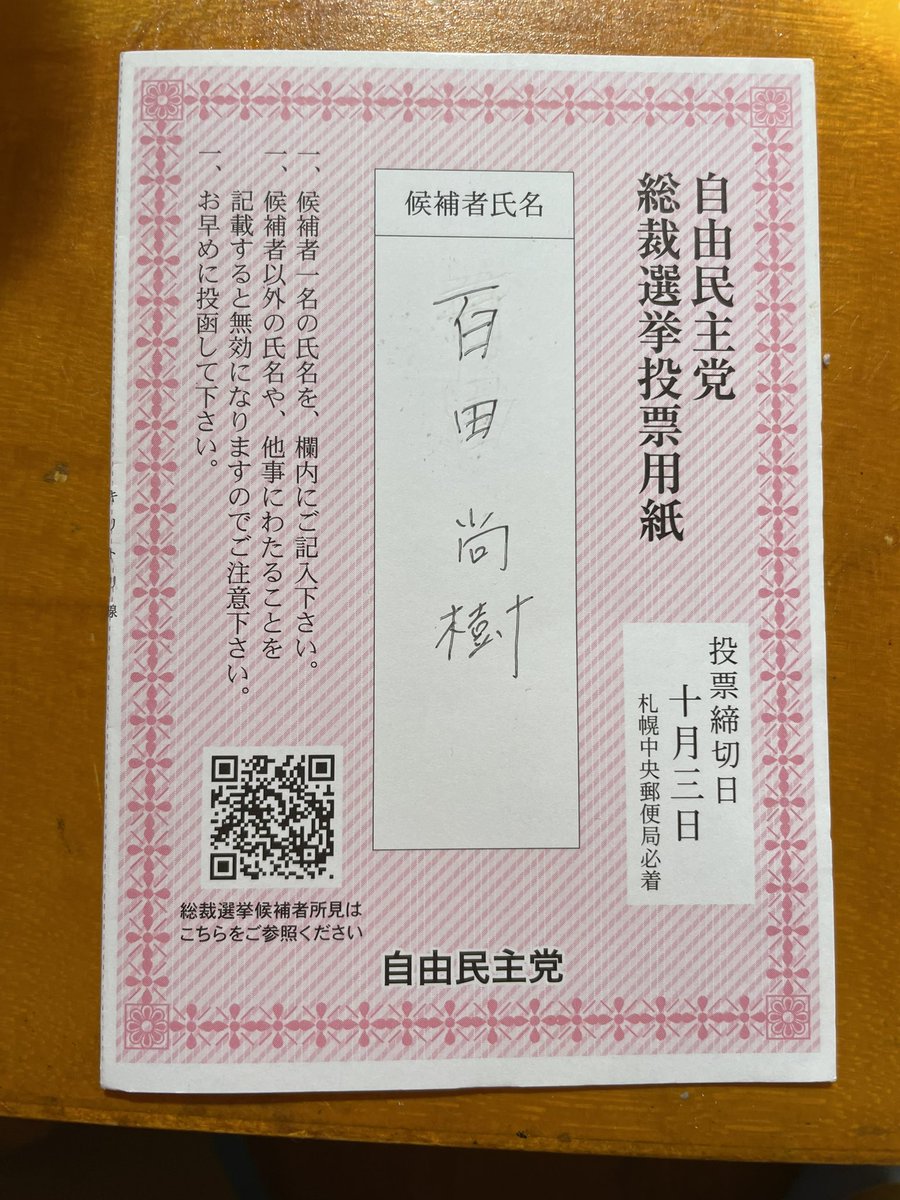 自由民主党
総裁選挙投票用紙
投票締切日
十月三日
札幌中央郵便局必着
候補者氏名
百田尚樹
一、候補者一名の氏名を、欄内にご記入下さい。
一、候補者以外の氏名や、他事にわたることを
記載すると無効になりますのでご注意下さい。
一、お早めに投函して下さい。
キリトリ線
総裁選挙候補者所見は
こちらをご参照ください
自由民主党